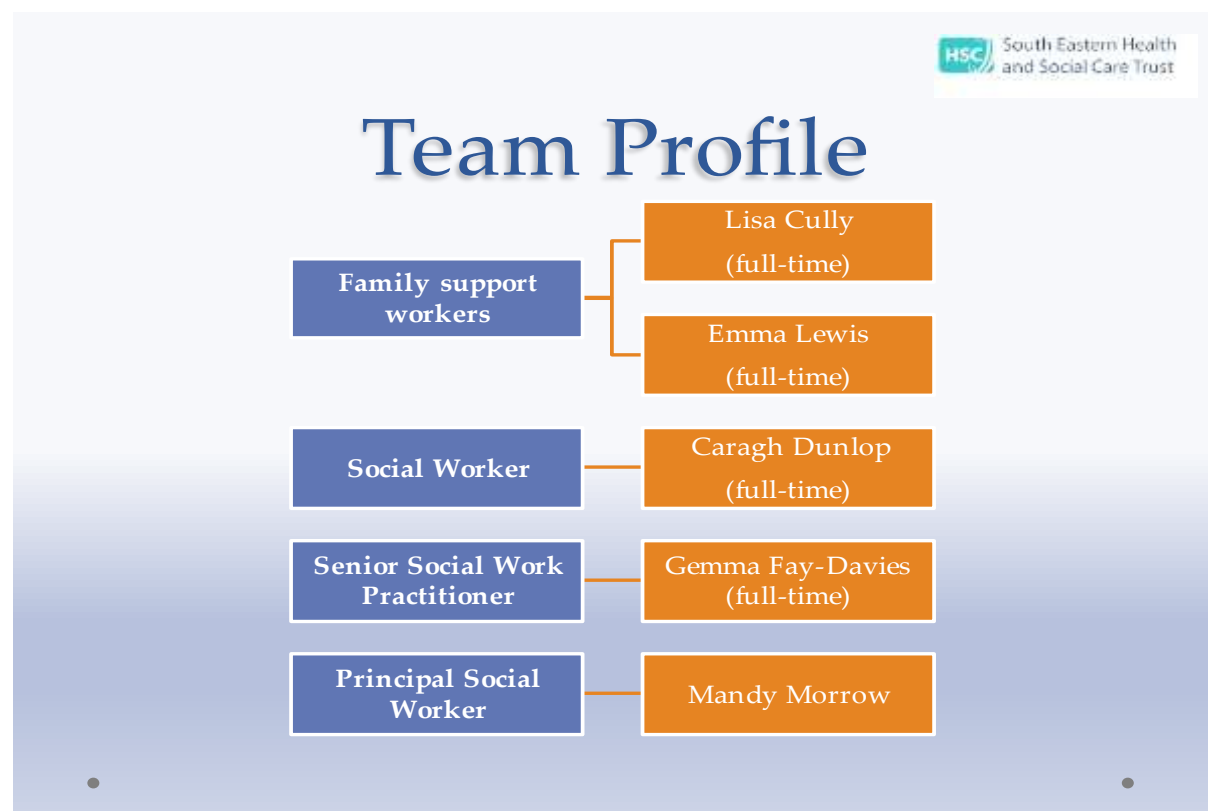 HSC
South Eastern Health
and Social Care Trust
Team Profile
Family support
workers
Lisa Cully
(full-time)
Emma Lewis
(full-time)
Social Worker
Caragh Dunlop
(full-time)
Senior Social Work
Practitioner
Gemma Fay-Davies
(full-time)
Principal Social
Worker
Mandy Morrow